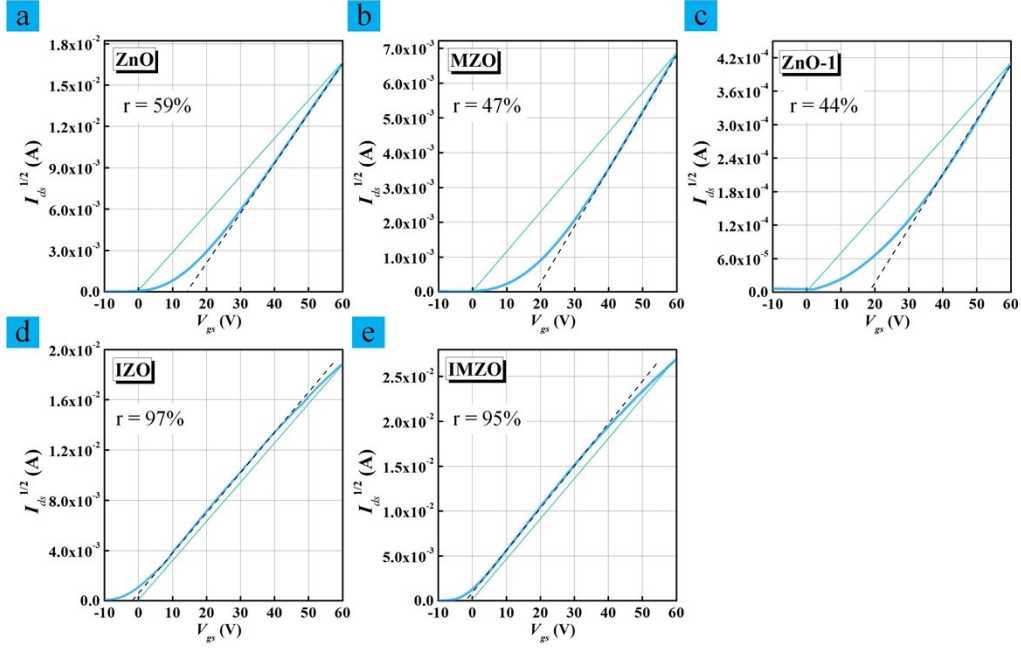 a
ZnO
r = 59%
I_ds^1/2 (A)
1.8x10^-2
1.5x10^-2
1.2x10^-2
9.0x10^-3
6.0x10^-3
3.0x10^-3
0.0
-10 0 10 20 30 40 50 60
V_gs (V)
b
MZO
r = 47%
I_ds^1/2 (A)
7.0x10^-3
6.0x10^-3
5.0x10^-3
4.0x10^-3
3.0x10^-3
2.0x10^-3
1.0x10^-3
0.0
-10 0 10 20 30 40 50 60
V_gs (V)
c
ZnO-1
r = 44%
I_ds^1/2 (A)
4.2x10^-4
3.6x10^-4
3.0x10^-4
2.4x10^-4
1.8x10^-4
1.2x10^-4
6.0x10^-5
0.0
-10 0 10 20 30 40 50 60
V_gs (V)
d
IZO
r = 97%
I_ds^1/2 (A)
2.0x10^-2
1.6x10^-2
1.2x10^-2
8.0x10^-3
4.0x10^-3
0.0
-10 0 10 20 30 40 50 60
V_gs (V)
e
IMZO
r = 95%
I_ds^1/2 (A)
2.5x10^-2
2.0x10^-2
1.5x10^-2
1.0x10^-2
5.0x10^-3
0.0
-10 0 10 20 30 40 50 60
V_gs (V)